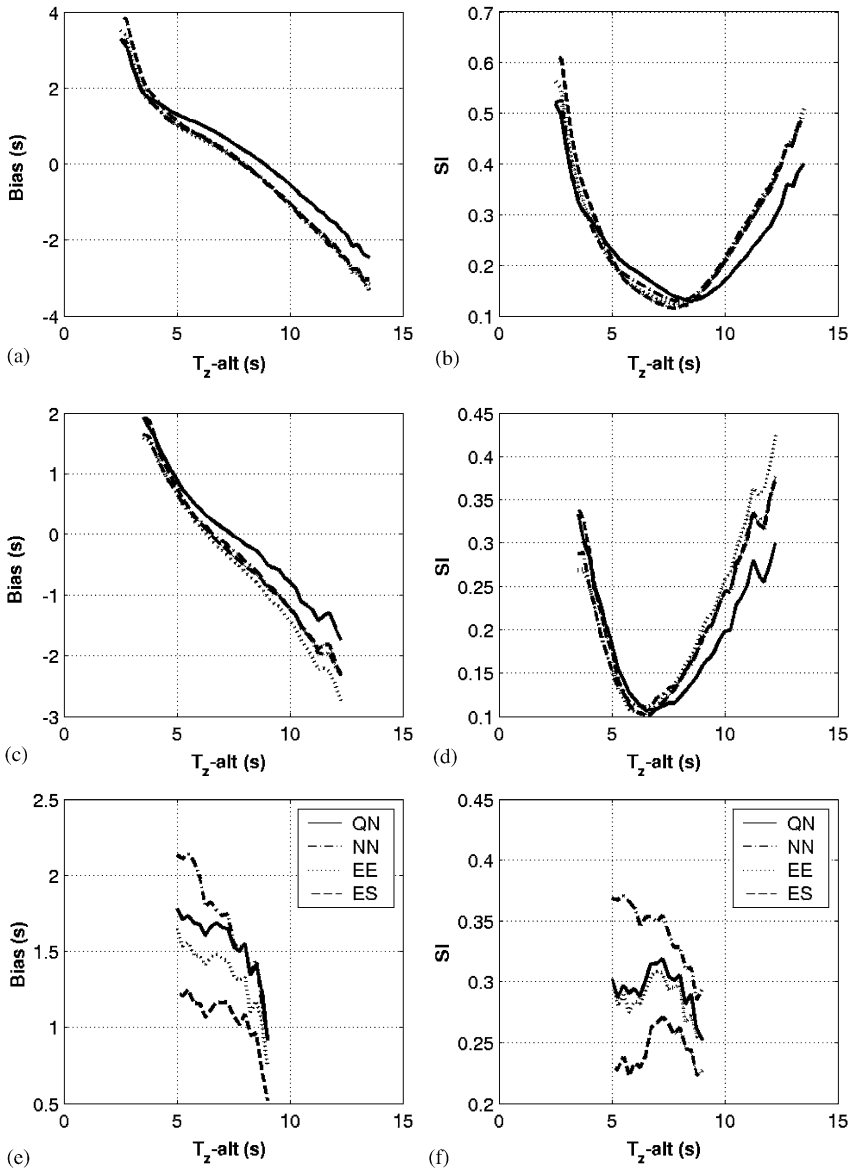 4
2
0
-2
-4
Bias (s)
0 5 10 15
T_z-alt (s)
(a)
0.7
0.6
0.5
0.4
0.3
0.2
0.1
SI
0 5 10 15
T_z-alt (s)
(b)
2
1
0
-1
-2
-3
Bias (s)
0 5 10 15
T_z-alt (s)
(c)
0.45
0.4
0.35
0.3
0.25
0.2
0.15
0.1
SI
0 5 10 15
T_z-alt (s)
(d)
2.5
2
1.5
1
0.5
Bias (s)
QN
NN
EE
ES
0 5 10 15
T_z-alt (s)
(e)
0.45
0.4
0.35
0.3
0.25
0.2
SI
QN
NN
EE
ES
0 5 10 15
T_z-alt (s)
(f)